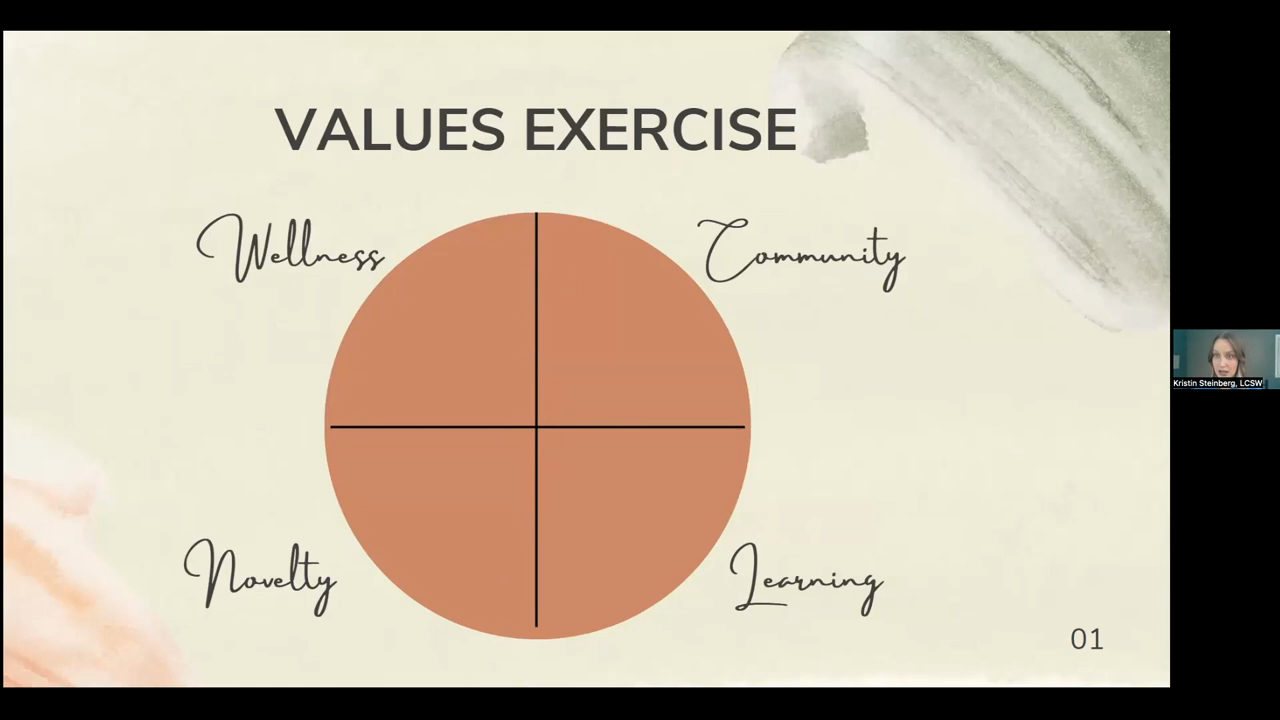 VALUES EXERCISE
Wellness
Community
Novelty
Learning
01
Kristin Steinberg, LCSW